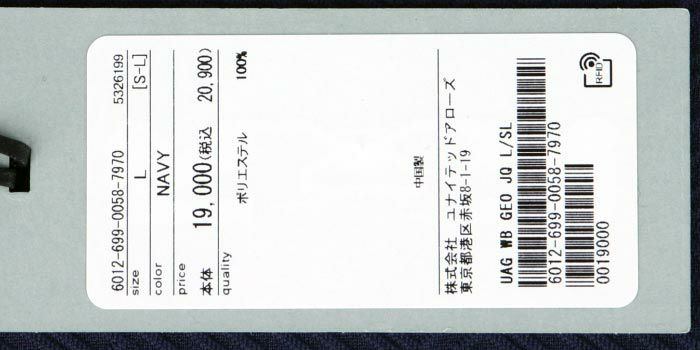 6012-699-0058-7970 5326199
size L [S-L]
color NAVY
price
本体 19,000(税込 20,900)
quality
ポリエステル 100%
中国製
株式会社 ユナイテッドアローズ
東京都港区赤坂8-1-19
UAG WB GEO JQ L/SL
6012-699-0058-7970
0019000
RFID